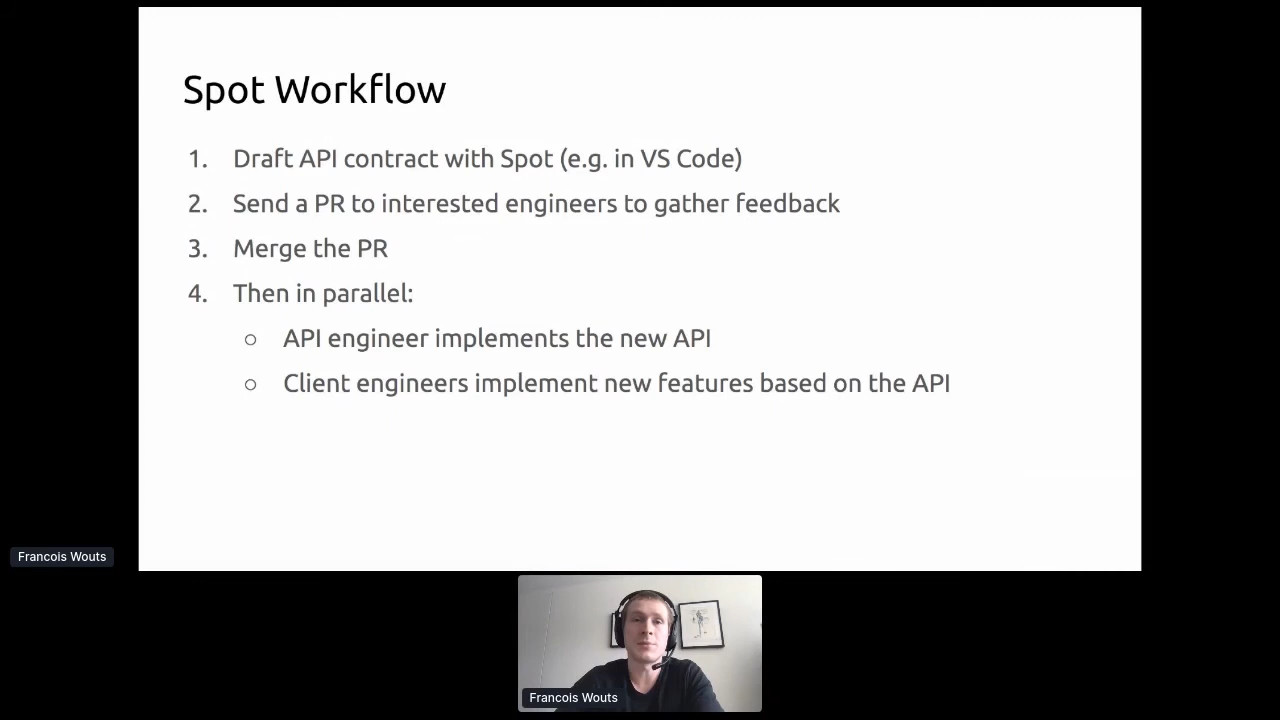 Spot Workflow
1. Draft API contract with Spot (e.g. in VS Code)
2. Send a PR to interested engineers to gather feedback
3. Merge the PR
4. Then in parallel:
○ API engineer implements the new API
○ Client engineers implement new features based on the API
Francois Wouts
Francois Wouts